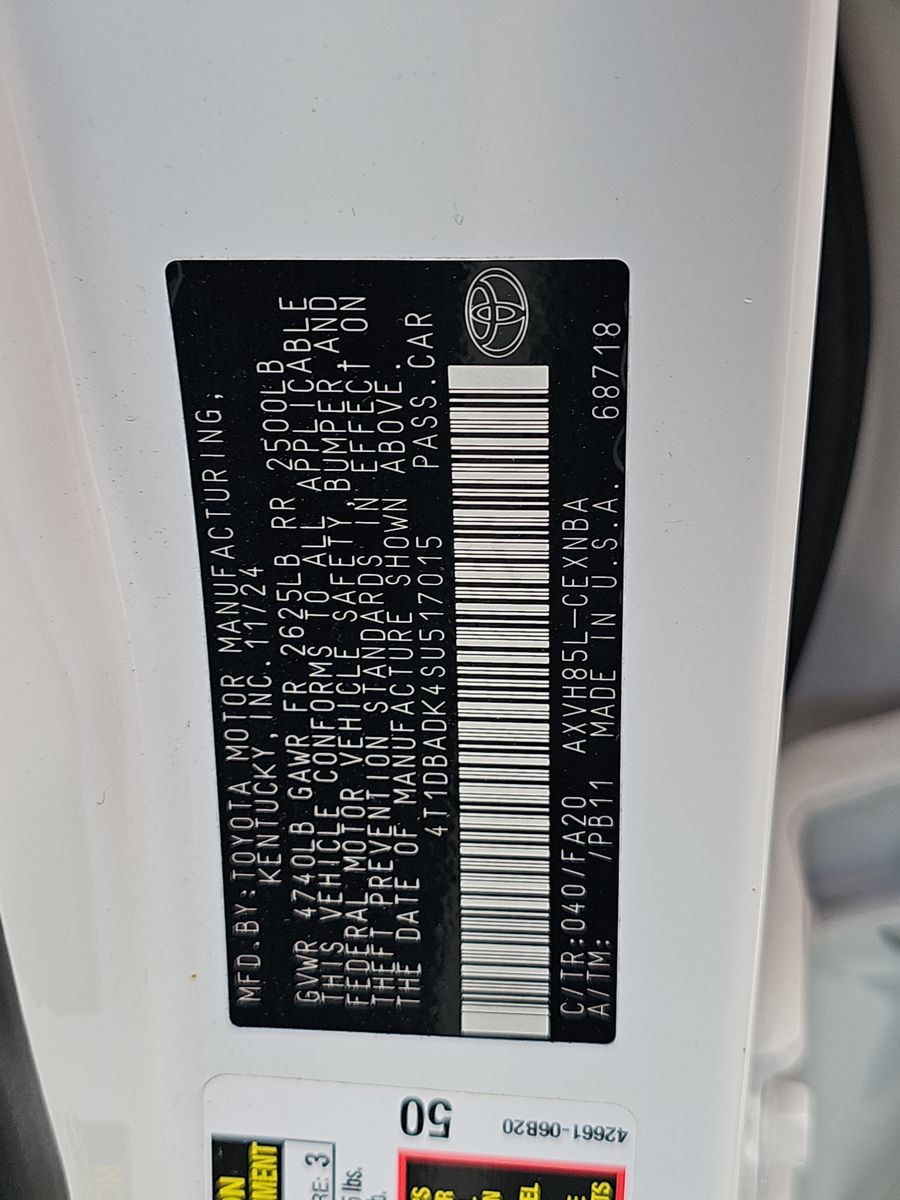 MFD.BY:TOYOTA MOTOR MANUFACTURING,
KENTUCKY,INC.11/24
GVWR 4740LB GAWR FR 2625LB RR 2500LB
THIS VEHICLE CONFORMS TO ALL APPLICABLE
FEDERAL MOTOR VEHICLE SAFETY, BUMPER, AND
THEFT PREVENTION STANDARDS IN EFFECT ON
THE DATE OF MANUFACTURE SHOWN ABOVE.
4T1DBADK4SU517015 PASS.CAR
C/TR:040/FA20 AXVH85L-CEXNBA
A/TM: /PB11 MADE IN U.S.A. 68718
50
42661-06B20